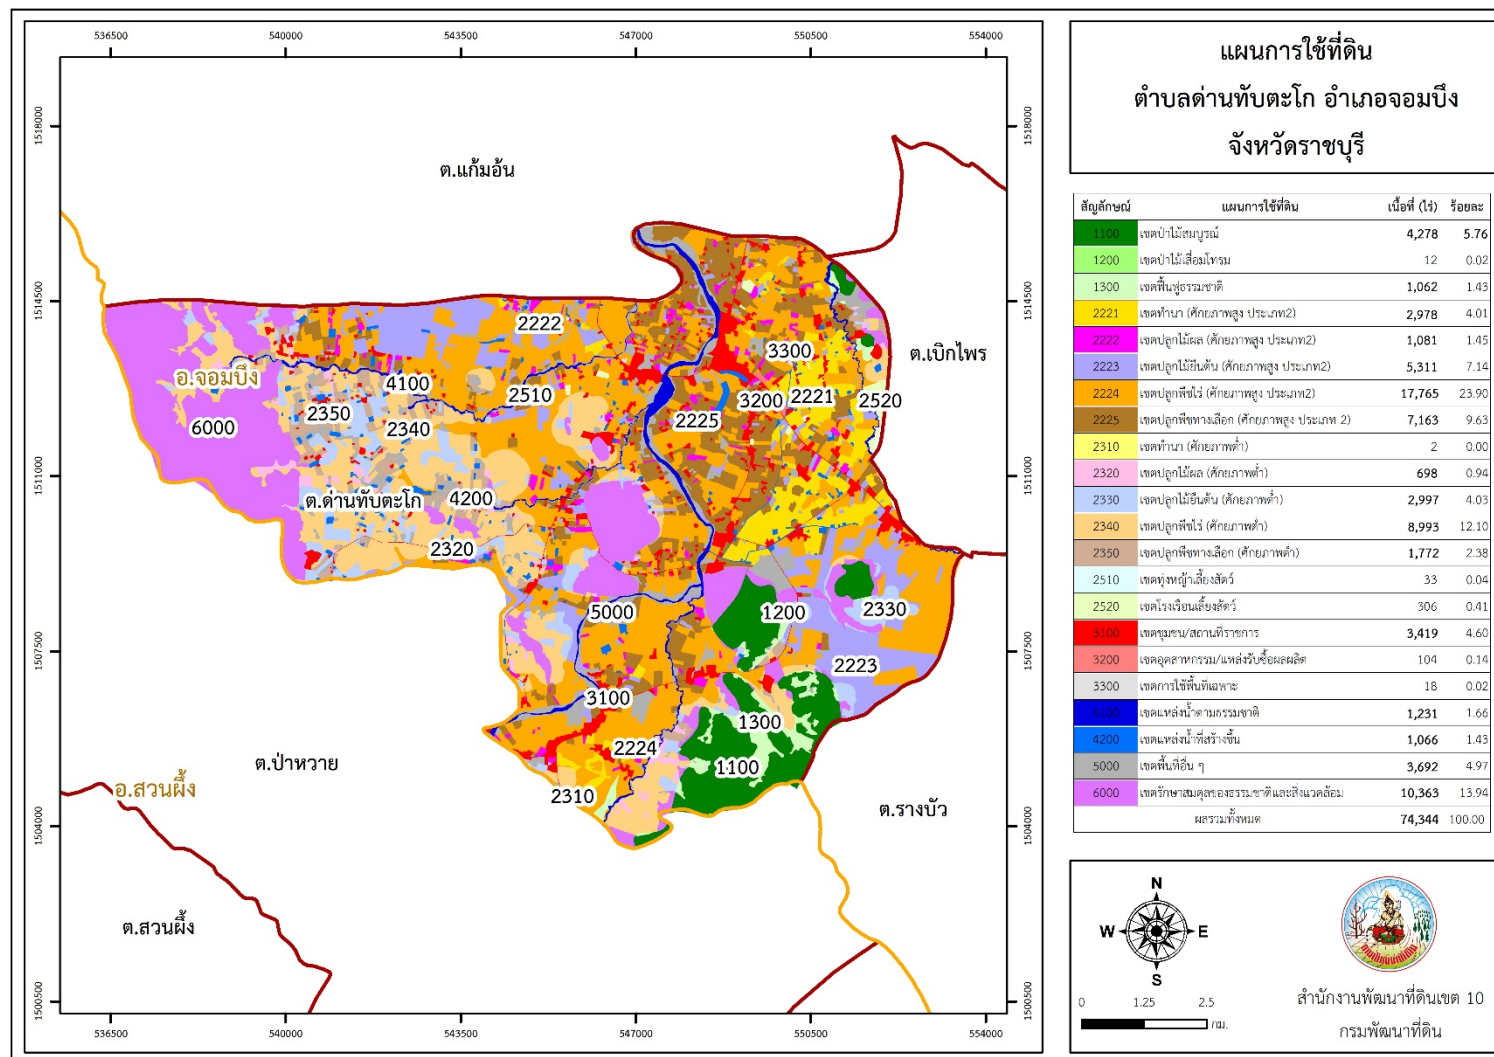 แผนการใช้ที่ดิน
ตำบลด่านทับตะโก อำเภอจอมบึง
จังหวัดราชบุรี
สัญลักษณ์ แผนการใช้ที่ดิน เนื้อที่ (ไร่) ร้อยละ
1100 เขตป่าไม้สมบูรณ์ 4,278 5.76
1200 เขตป่าไม้เสื่อมโทรม 12 0.02
1300 เขตฟื้นฟูธรรมชาติ 1,062 1.43
2221 เขตทำนา (ศักยภาพสูง ประเภท2) 2,978 4.01
2222 เขตปลูกไม้ผล (ศักยภาพสูง ประเภท2) 1,081 1.45
2223 เขตปลูกไม้ยืนต้น (ศักยภาพสูง ประเภท2) 5,311 7.14
2224 เขตปลูกพืชไร่ (ศักยภาพสูง ประเภท2) 17,765 23.90
2225 เขตปลูกพืชทางเลือก (ศักยภาพสูง ประเภท 2) 7,163 9.63
2310 เขตทำนา (ศักยภาพต่ำ) 2 0.00
2320 เขตปลูกไม้ผล (ศักยภาพต่ำ) 698 0.94
2330 เขตปลูกไม้ยืนต้น (ศักยภาพต่ำ) 2,997 4.03
2340 เขตปลูกพืชไร่ (ศักยภาพต่ำ) 8,993 12.10
2350 เขตปลูกพืชทางเลือก (ศักยภาพต่ำ) 1,772 2.38
2510 เขตทุ่งหญ้าเลี้ยงสัตว์ 33 0.04
2520 เขตโรงเรือนเลี้ยงสัตว์ 306 0.41
3100 เขตชุมชน/สถานที่ราชการ 3,419 4.60
3200 เขตอุตสาหกรรม/แหล่งรับซื้อผลผลิต 104 0.14
3300 เขตการใช้พื้นที่เฉพาะ 18 0.02
4100 เขตแหล่งน้ำตามธรรมชาติ 1,231 1.66
4200 เขตแหล่งน้ำที่สร้างขึ้น 1,066 1.43
5000 เขตพื้นที่อื่น ๆ 3,692 4.97
6000 เขตรักษาสมดุลของธรรมชาติและสิ่งแวดล้อม 10,363 13.94
ผลรวมทั้งหมด 74,344 100.00
536500 540000 543500 547000 550500 554000
1518000 1518000
ต.แก้มอ้น
1514500 1514500
2222
3300
ต.เบิกไพร
อ.จอมบึง
4100
2510
3200 2221 2520
2350
2225
6000
2340
1511000 1511000
ต.ด่านทับตะโก
4200
2320
5000
1200
2330
1507500 1507500
2223
3100
1300
2224
ต.ป่าหวาย
1100
อ.สวนผึ้ง
2310
ต.รางบัว
1504000 1504000
ต.สวนผึ้ง
1500500 1500500
536500 540000 543500 547000 550500 554000
N
W E
S
0 1.25 2.5
กม.
สำนักงานพัฒนาที่ดินเขต 10
กรมพัฒนาที่ดิน